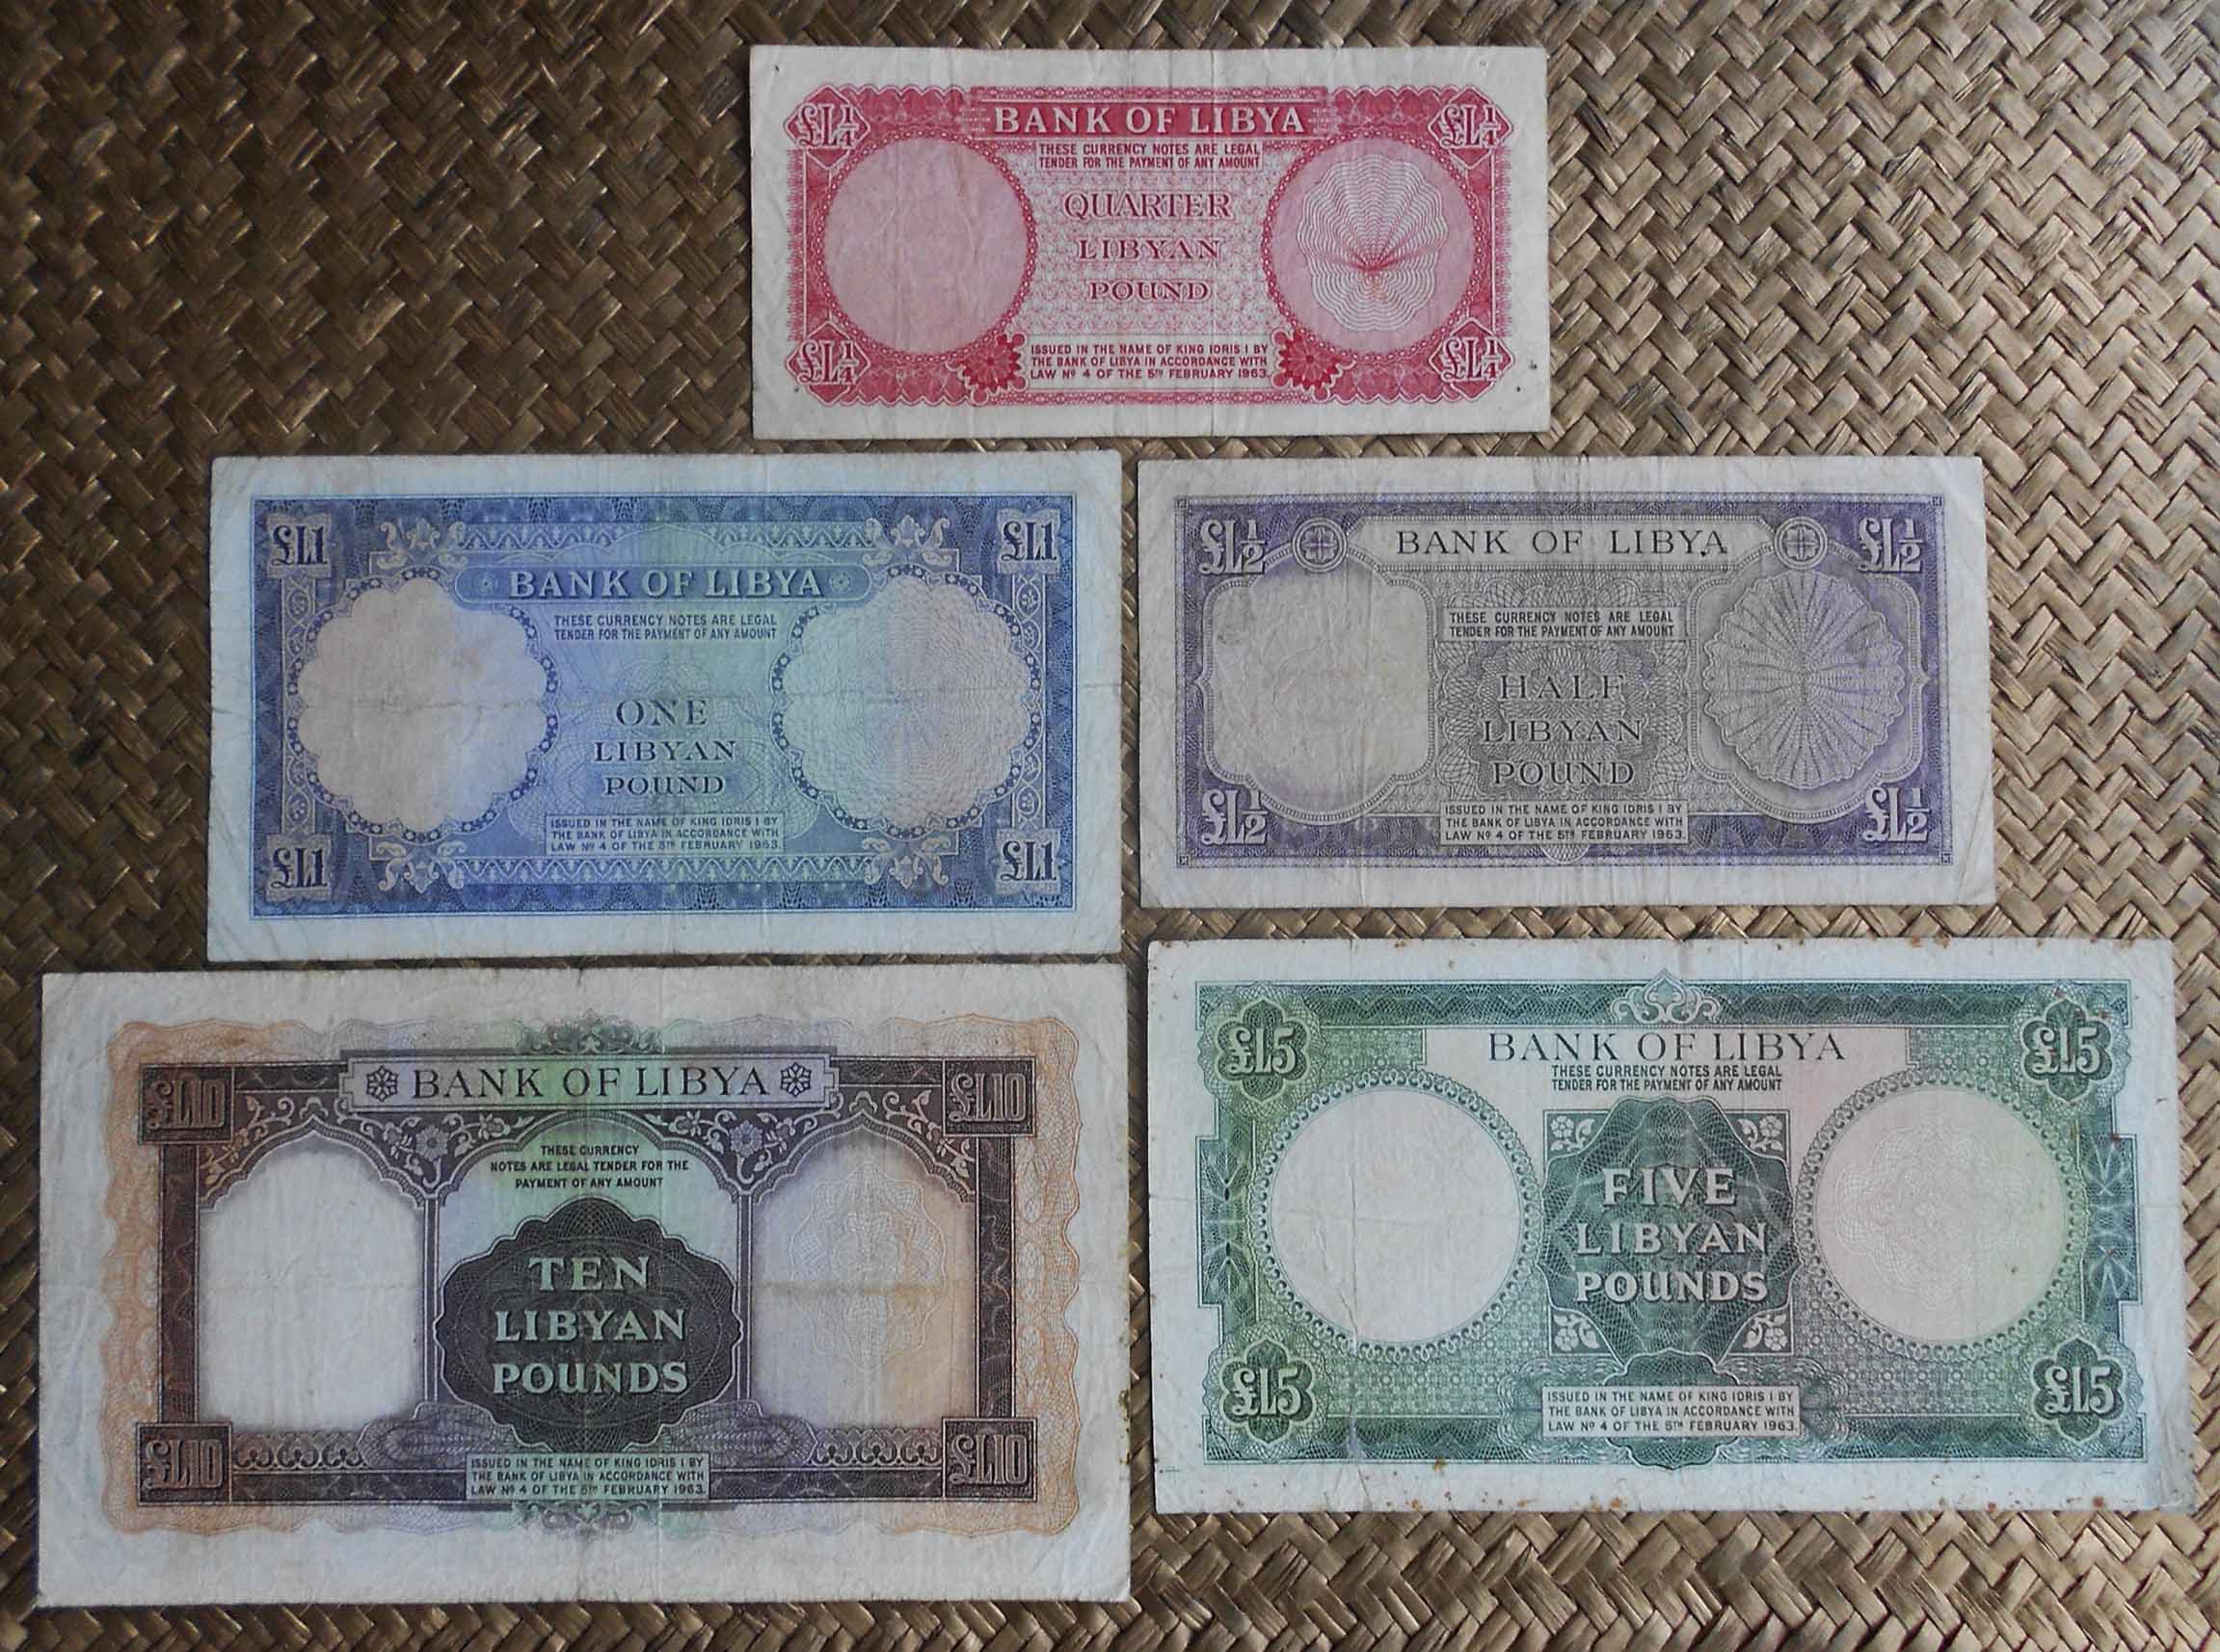 £L¼ BANK OF LIBYA £L¼
THESE CURRENCY NOTES ARE LEGAL
TENDER FOR THE PAYMENT OF ANY AMOUNT
QUARTER
LIBYAN
POUND
ISSUED IN THE NAME OF KING IDRIS I BY
THE BANK OF LIBYA IN ACCORDANCE WITH
£L¼ LAW Nº 4 OF THE 5TH FEBRUARY 1963. £L¼
£L1 £L1
BANK OF LIBYA
THESE CURRENCY NOTES ARE LEGAL
TENDER FOR THE PAYMENT OF ANY AMOUNT
ONE
LIBYAN
POUND
ISSUED IN THE NAME OF KING IDRIS I BY
THE BANK OF LIBYA IN ACCORDANCE WITH
LAW Nº 4 OF THE 5TH FEBRUARY 1963.
£L1 £L1
£L½ BANK OF LIBYA £L½
THESE CURRENCY NOTES ARE LEGAL
TENDER FOR THE PAYMENT OF ANY AMOUNT
HALF
LIBYAN
POUND
ISSUED IN THE NAME OF KING IDRIS I BY
THE BANK OF LIBYA IN ACCORDANCE WITH
£L½ LAW Nº 4 OF THE 5TH FEBRUARY 1963. £L½
BANK OF LIBYA
£L10 £L10
THESE CURRENCY
NOTES ARE LEGAL TENDER FOR THE
PAYMENT OF ANY AMOUNT
TEN
LIBYAN
POUNDS
£L10 £L10
ISSUED IN THE NAME OF KING IDRIS I BY
THE BANK OF LIBYA IN ACCORDANCE WITH
LAW Nº 4 OF THE 5TH FEBRUARY 1963.
£L5 BANK OF LIBYA £L5
THESE CURRENCY NOTES ARE LEGAL
TENDER FOR THE PAYMENT OF ANY AMOUNT
FIVE
LIBYAN
POUNDS
£L5 £L5
ISSUED IN THE NAME OF KING IDRIS I BY
THE BANK OF LIBYA IN ACCORDANCE WITH
LAW Nº 4 OF THE 5TH FEBRUARY 1963.